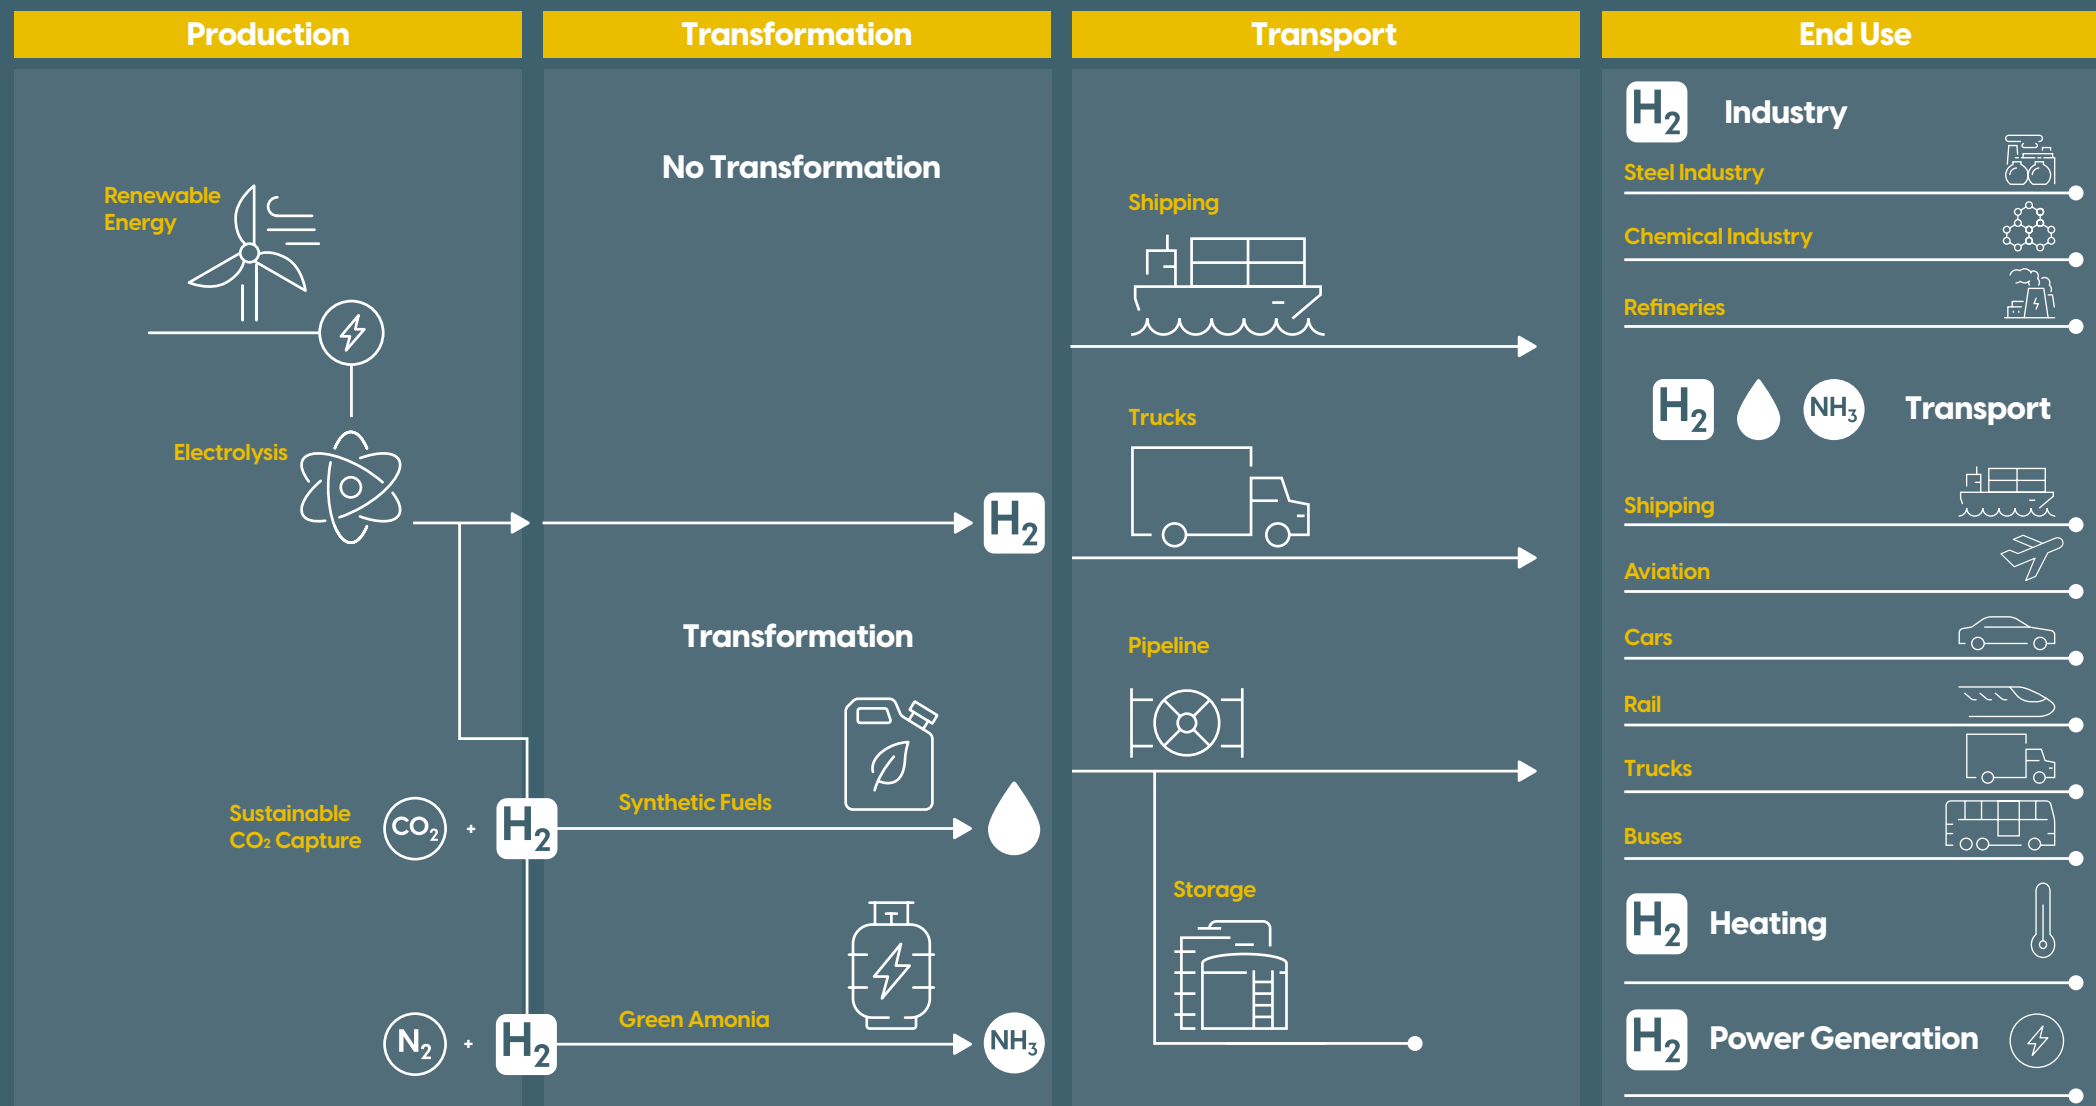 Production
Renewable
Energy
Electrolysis
Sustainable
CO₂ Capture
CO₂
+
H₂
N₂
+
H₂
Transformation
No Transformation
H₂
Transformation
Synthetic Fuels
Green Amonia
NH₃
Transport
Shipping
Trucks
Pipeline
Storage
End Use
H₂ Industry
Steel Industry
Chemical Industry
Refineries
H₂ NH₃ Transport
Shipping
Aviation
Cars
Rail
Trucks
Buses
H₂ Heating
H₂ Power Generation